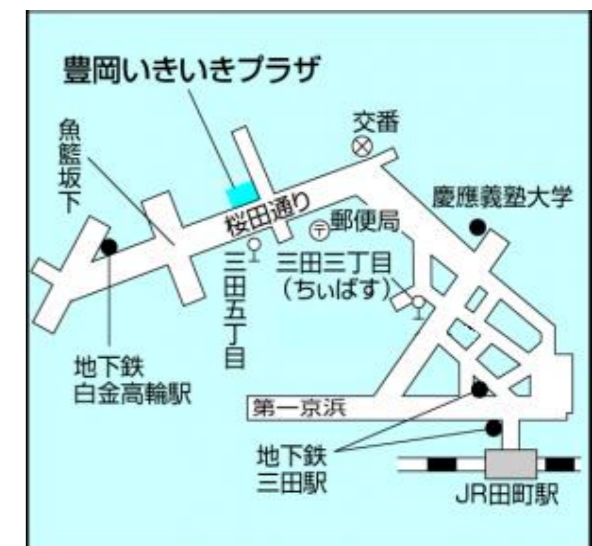 豊岡いきいきプラザ
魚籃坂下
交番
慶應義塾大学
桜田通り
〒郵便局
三田五丁目
三田三丁目
（ちぃばす）
地下鉄
白金高輪駅
第一京浜
地下鉄
三田駅
JR田町駅